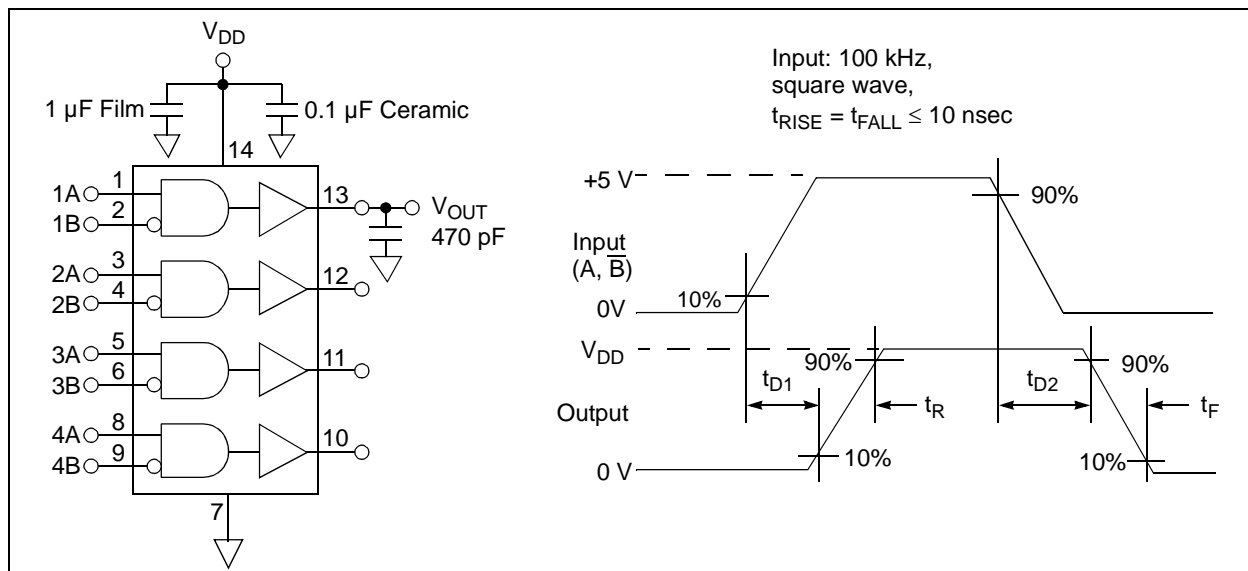 V_DD
1 µF Film
0.1 µF Ceramic
14
1A
1
1B
2
13
V_OUT
470 pF
2A
3
2B
4
12
3A
5
3B
6
11
4A
8
4B
9
10
7
Input: 100 kHz,
square wave,
t_RISE = t_FALL ≤ 10 nsec
+5 V
90%
Input
(A, B̅)
10%
0V
V_DD
90%
90%
t_D1
t_R
t_D2
t_F
Output
10%
10%
0 V